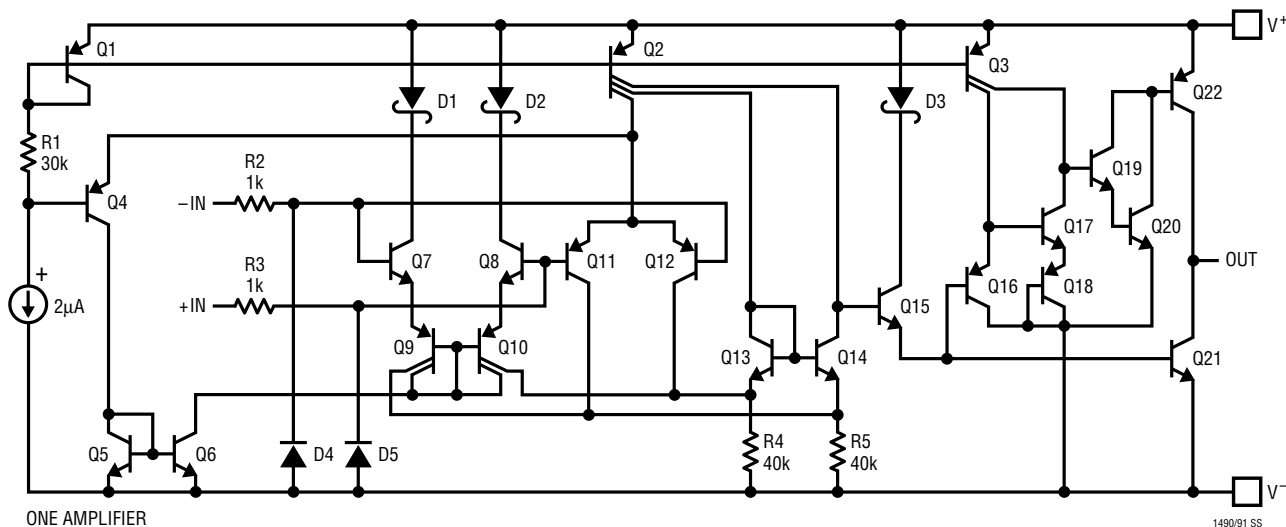 V+
Q1
Q2
Q3
D1
D2
D3
Q22
R1
30k
R2
1k
Q4
Q19
−IN
Q17
Q20
Q7
Q8
Q11
Q12
OUT
R3
1k
+IN
+
2µA
Q15
Q16
Q18
Q9
Q10
Q13
Q14
Q21
Q5
Q6
D4
D5
R4
40k
R5
40k
V−
ONE AMPLIFIER
1490/91 SS